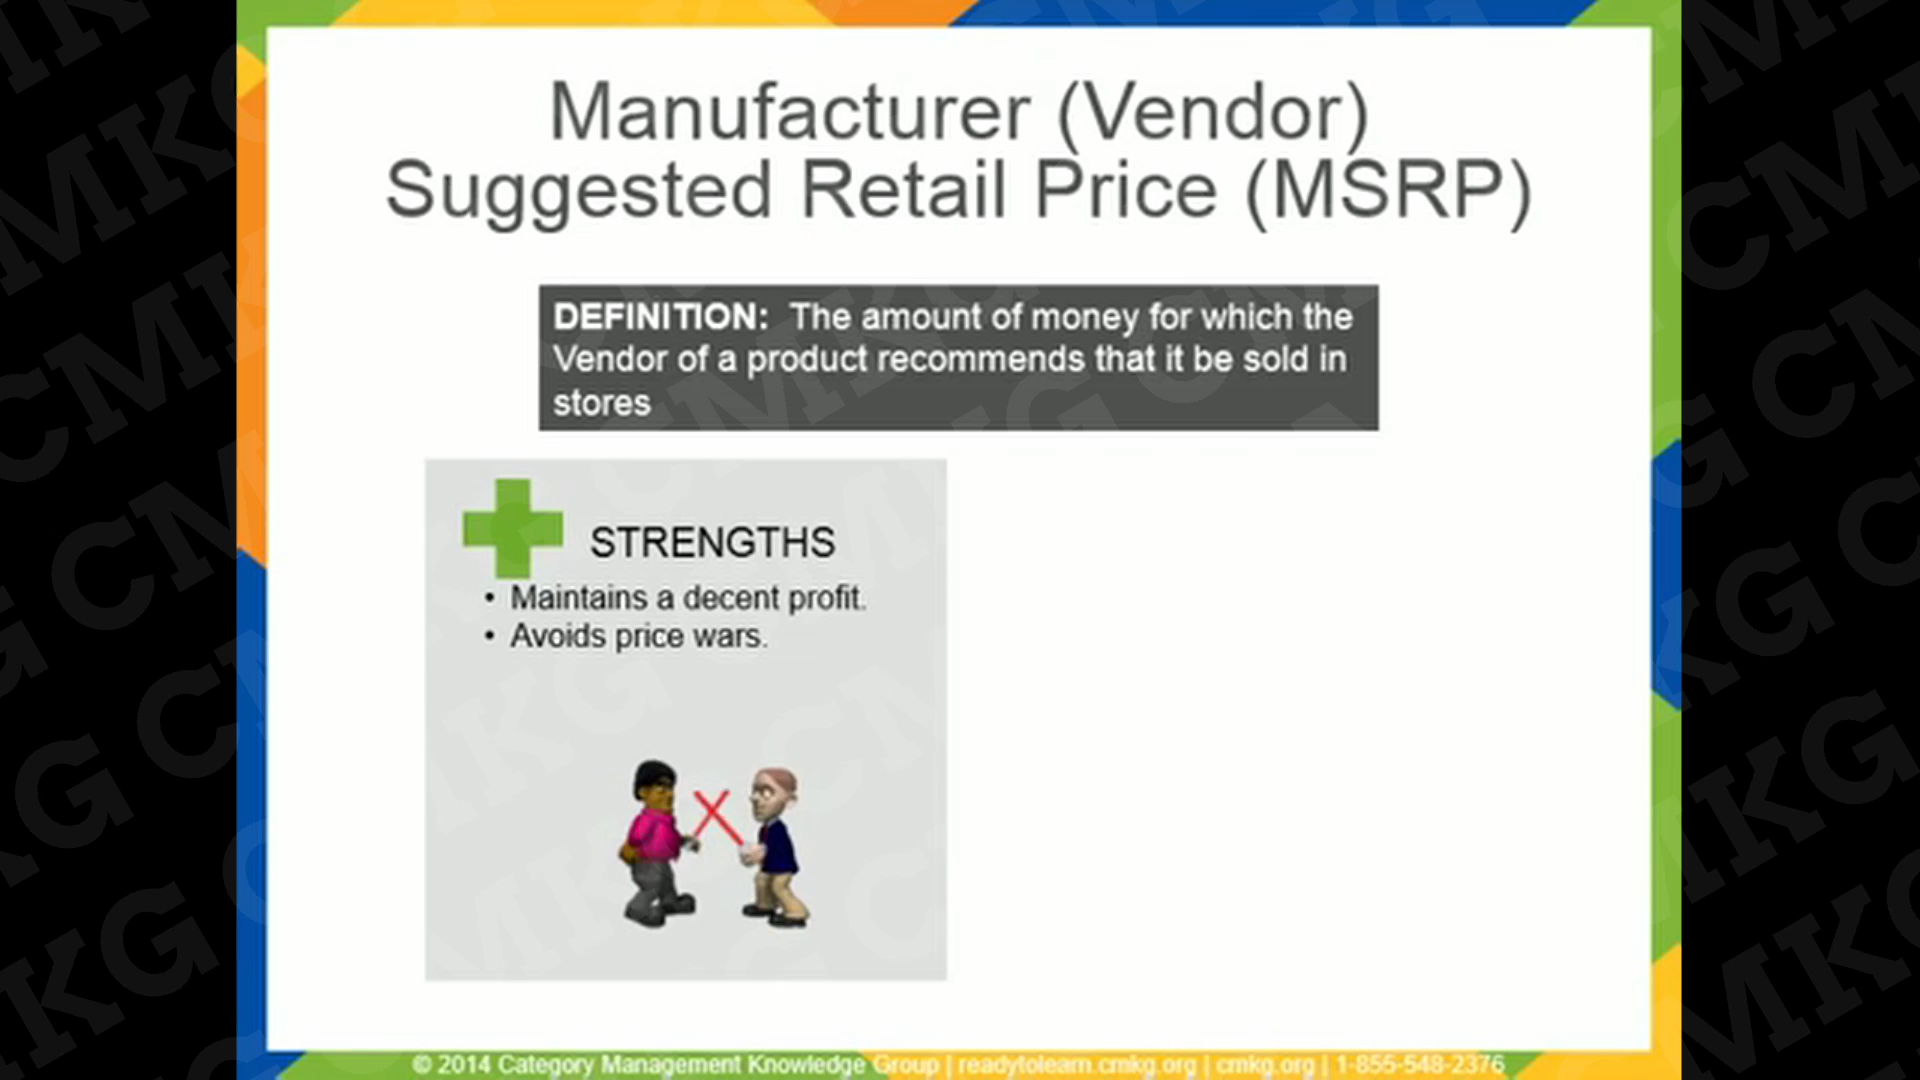 Manufacturer (Vendor)
Suggested Retail Price (MSRP)
DEFINITION: The amount of money for which the
Vendor of a product recommends that it be sold in
stores
STRENGTHS
• Maintains a decent profit.
• Avoids price wars.
© 2014 Category Management Knowledge Group | readytolearn.cmkg.org | cmkg.org | 1-855-548-2376
CMKG